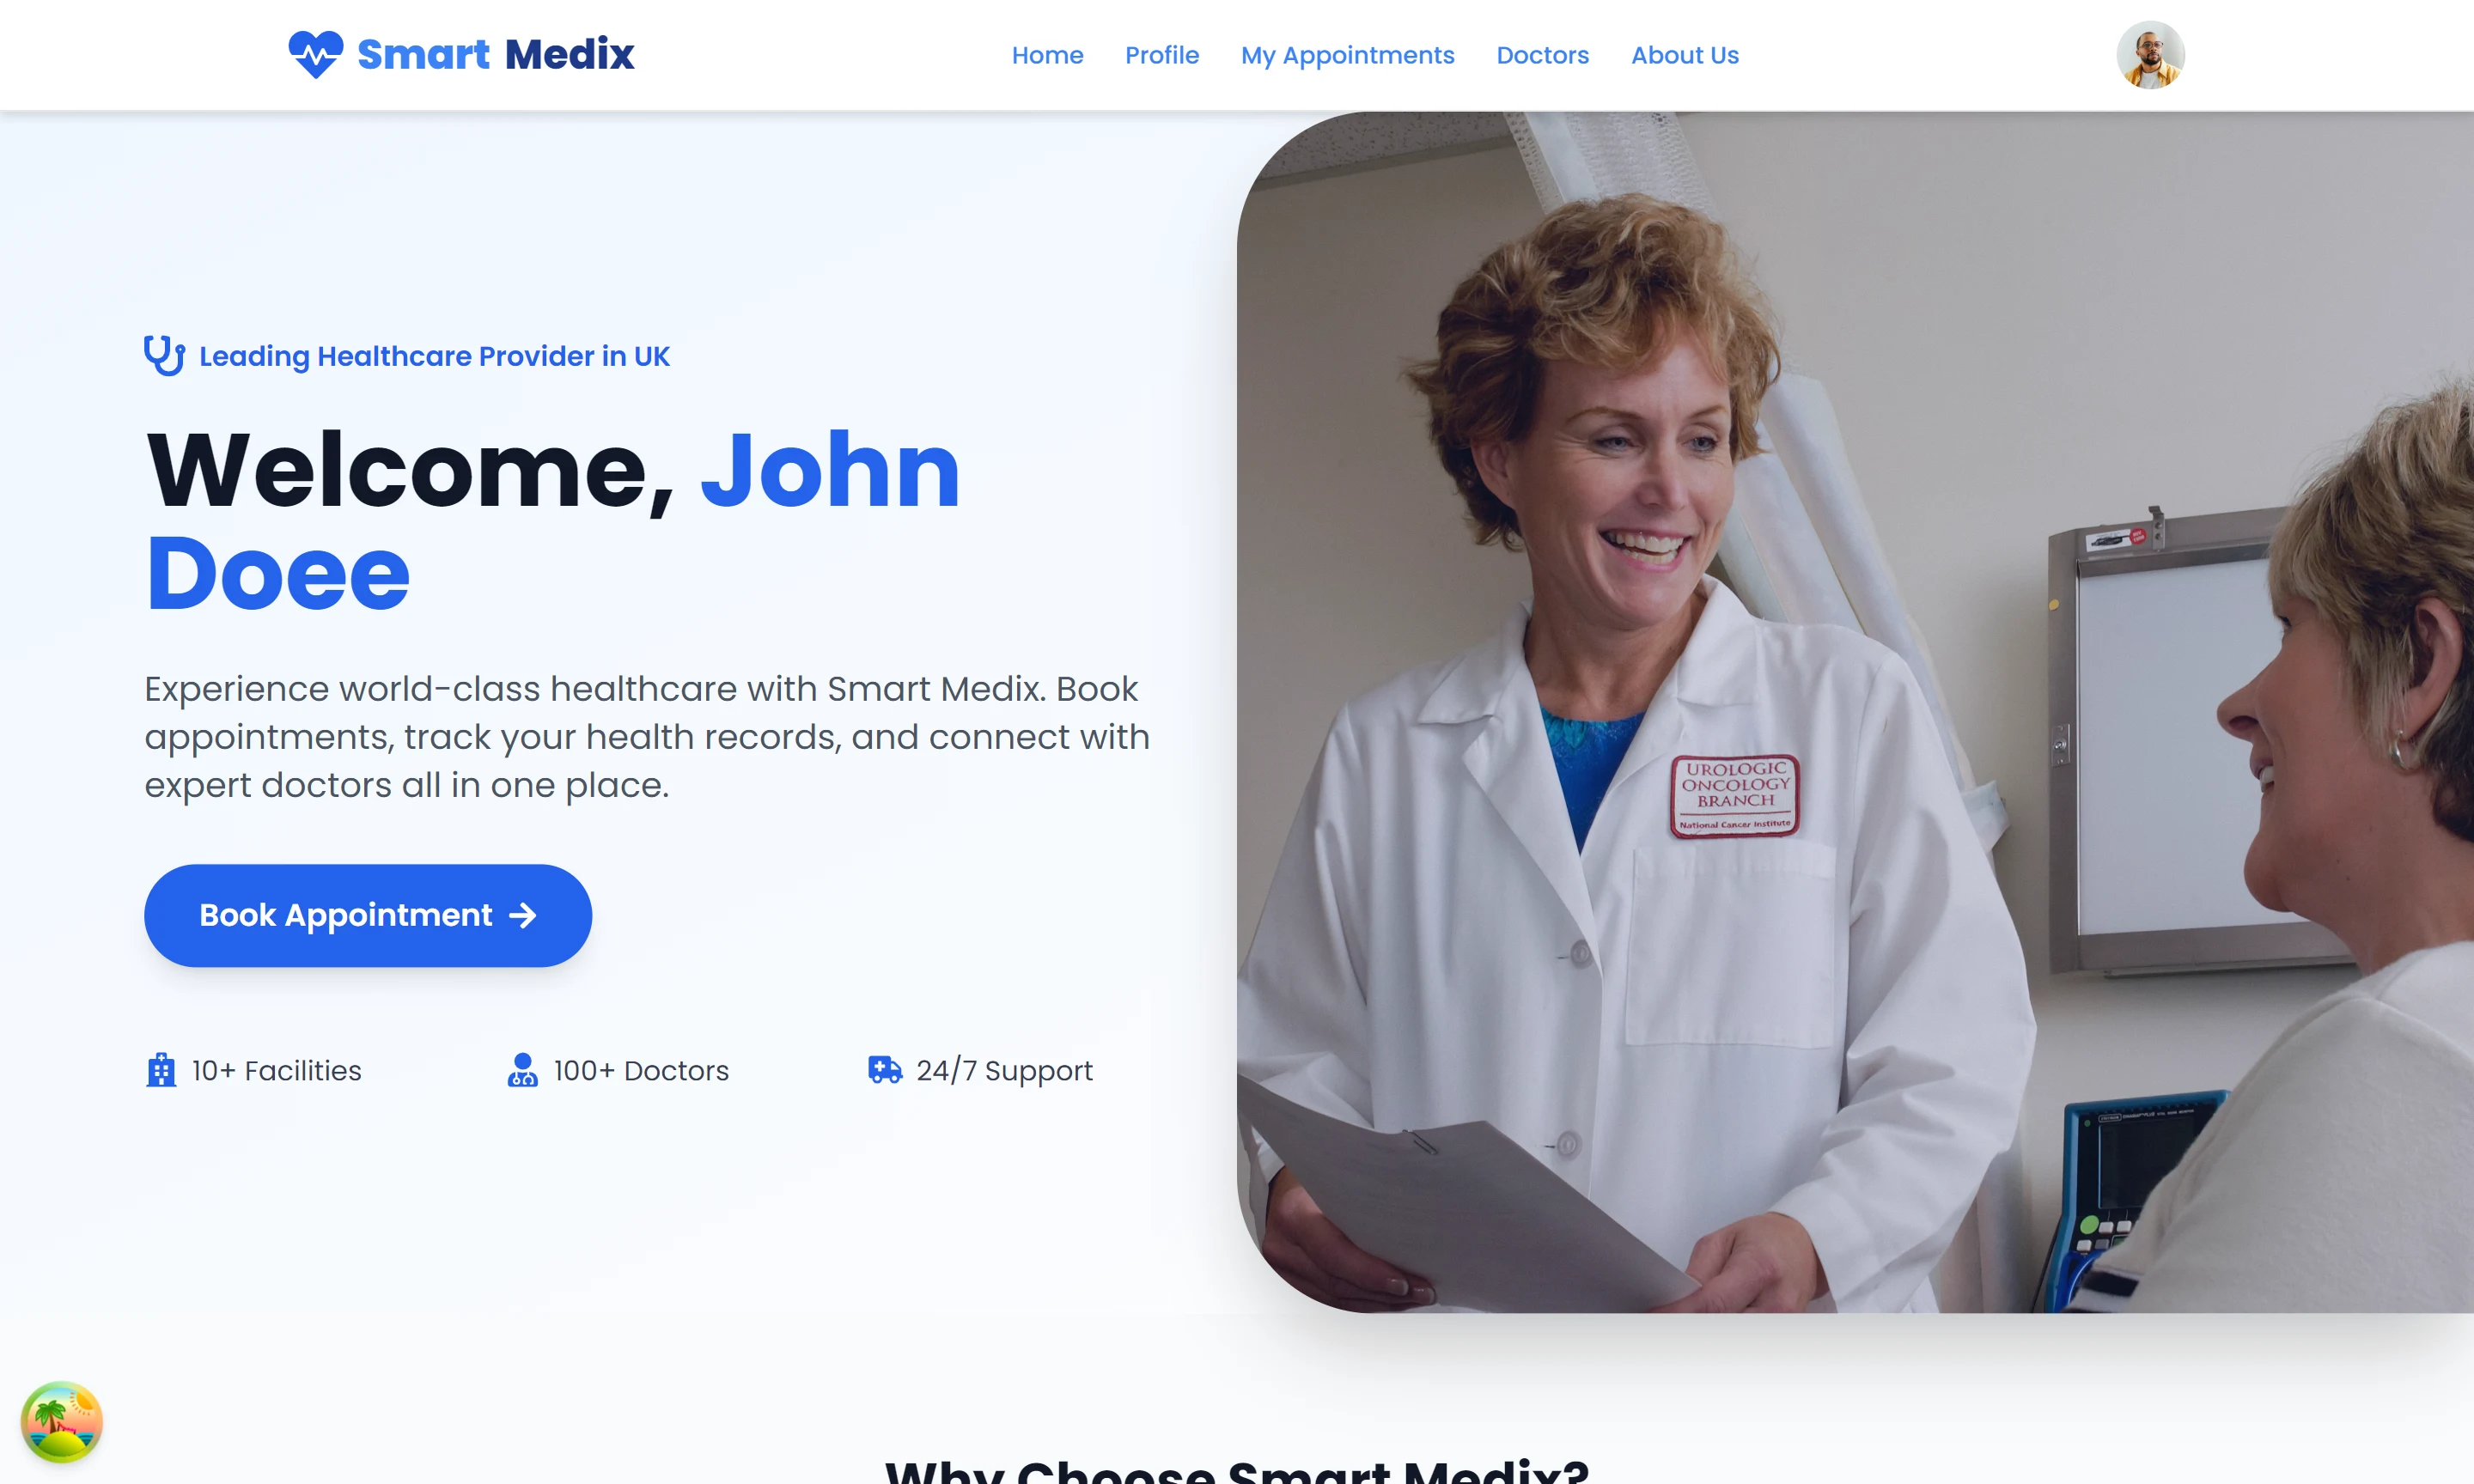 Smart Medix
Home Profile My Appointments Doctors About Us
Leading Healthcare Provider in UK
Welcome, John
Doee
Experience world-class healthcare with Smart Medix. Book
appointments, track your health records, and connect with
expert doctors all in one place.
Book Appointment
10+ Facilities 100+ Doctors 24/7 Support
UROLOGIC
ONCOLOGY
BRANCH
National Cancer Institute
Why Choose Smart Medix?